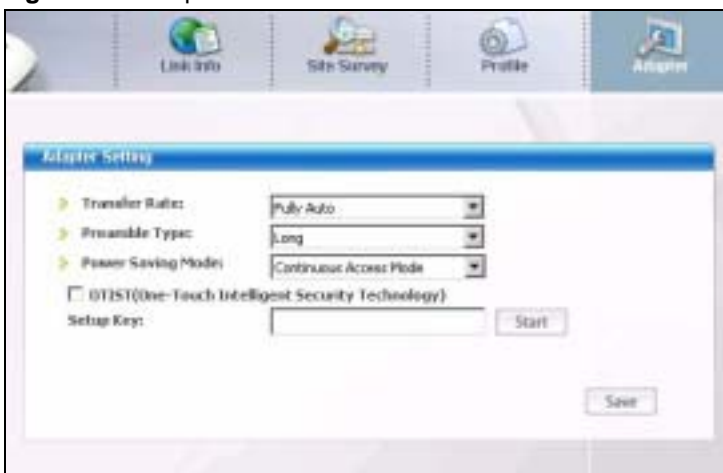 Link Info Site Survey Profile Adapter
Adapter Setting
Transfer Rate: Fully Auto
Preamble Type: Long
Power Saving Mode: Continuous Access Mode
OTIST(One-Touch Intelligent Security Technology)
Setup Key: Start
Save